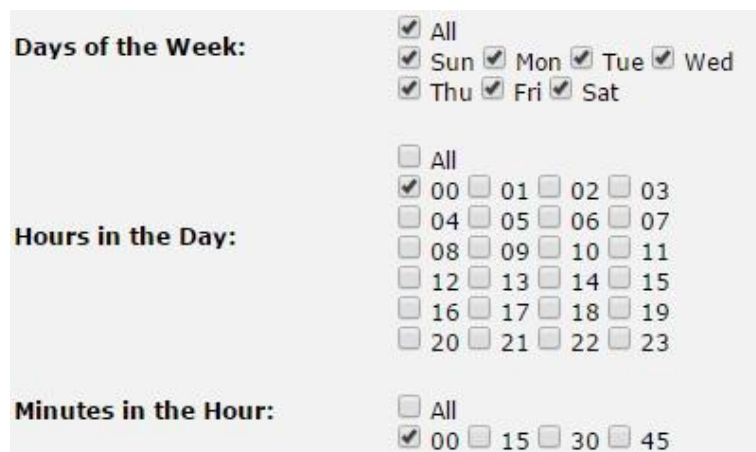 Days of the Week:
All
Sun Mon Tue Wed
Thu Fri Sat
Hours in the Day:
All
00 01 02 03
04 05 06 07
08 09 10 11
12 13 14 15
16 17 18 19
20 21 22 23
Minutes in the Hour:
All
00 15 30 45